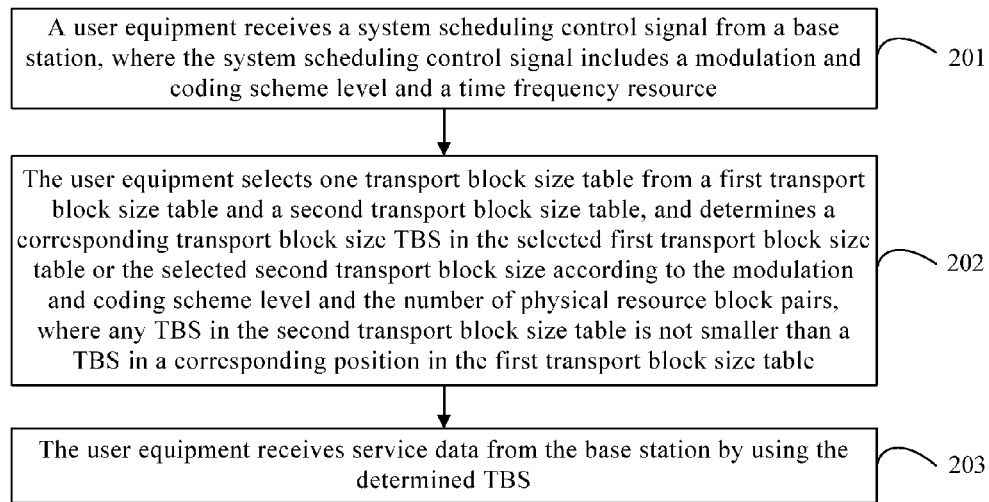 A user equipment receives a system scheduling control signal from a base
station, where the system scheduling control signal includes a modulation and
coding scheme level and a time frequency resource
201
The user equipment selects one transport block size table from a first transport
block size table and a second transport block size table, and determines a
corresponding transport block size TBS in the selected first transport block size
table or the selected second transport block size according to the modulation
and coding scheme level and the number of physical resource block pairs,
where any TBS in the second transport block size table is not smaller than a
TBS in a corresponding position in the first transport block size table
202
The user equipment receives service data from the base station by using the
determined TBS
203